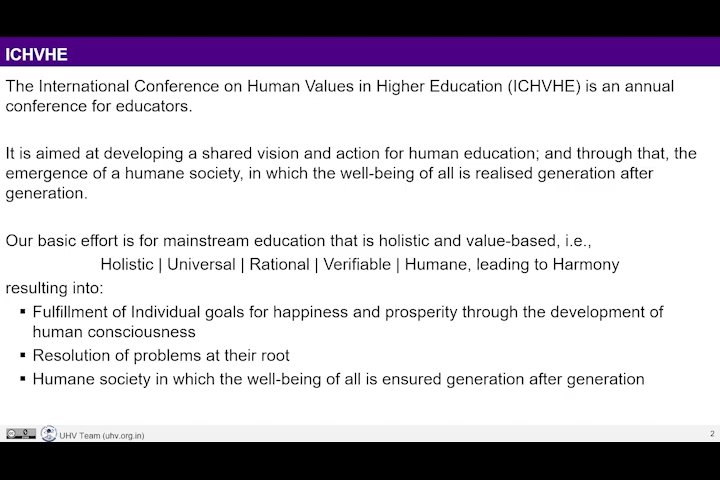 ICHVHE
The International Conference on Human Values in Higher Education (ICHVHE) is an annual
conference for educators.
It is aimed at developing a shared vision and action for human education; and through that, the
emergence of a humane society, in which the well-being of all is realised generation after
generation.
Our basic effort is for mainstream education that is holistic and value-based, i.e.,
Holistic | Universal | Rational | Verifiable | Humane, leading to Harmony
resulting into:
▪ Fulfillment of Individual goals for happiness and prosperity through the development of
human consciousness
▪ Resolution of problems at their root
▪ Humane society in which the well-being of all is ensured generation after generation
UHV Team (uhv.org.in)
2